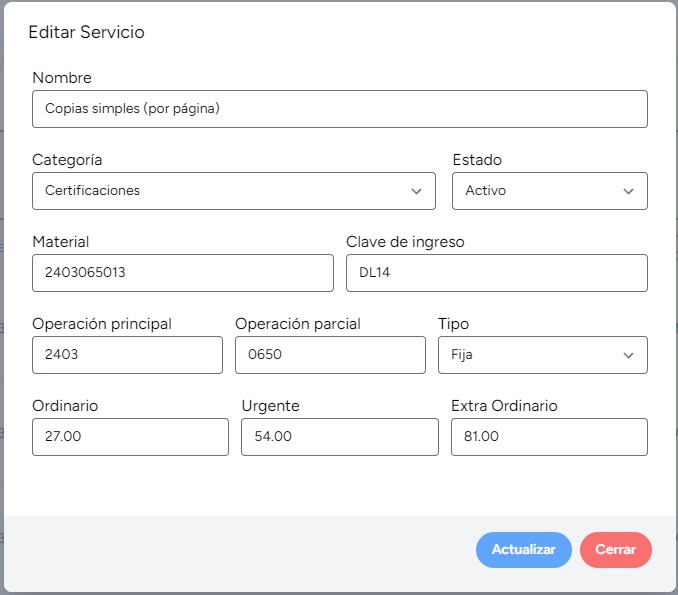 Editar Servicio
Nombre
Copias simples (por página)
Categoría Estado
Certificaciones Activo
Material Clave de ingreso
2403065013 DL14
Operación principal Operación parcial Tipo
2403 0650 Fija
Ordinario Urgente Extra Ordinario
27.00 54.00 81.00
Actualizar Cerrar